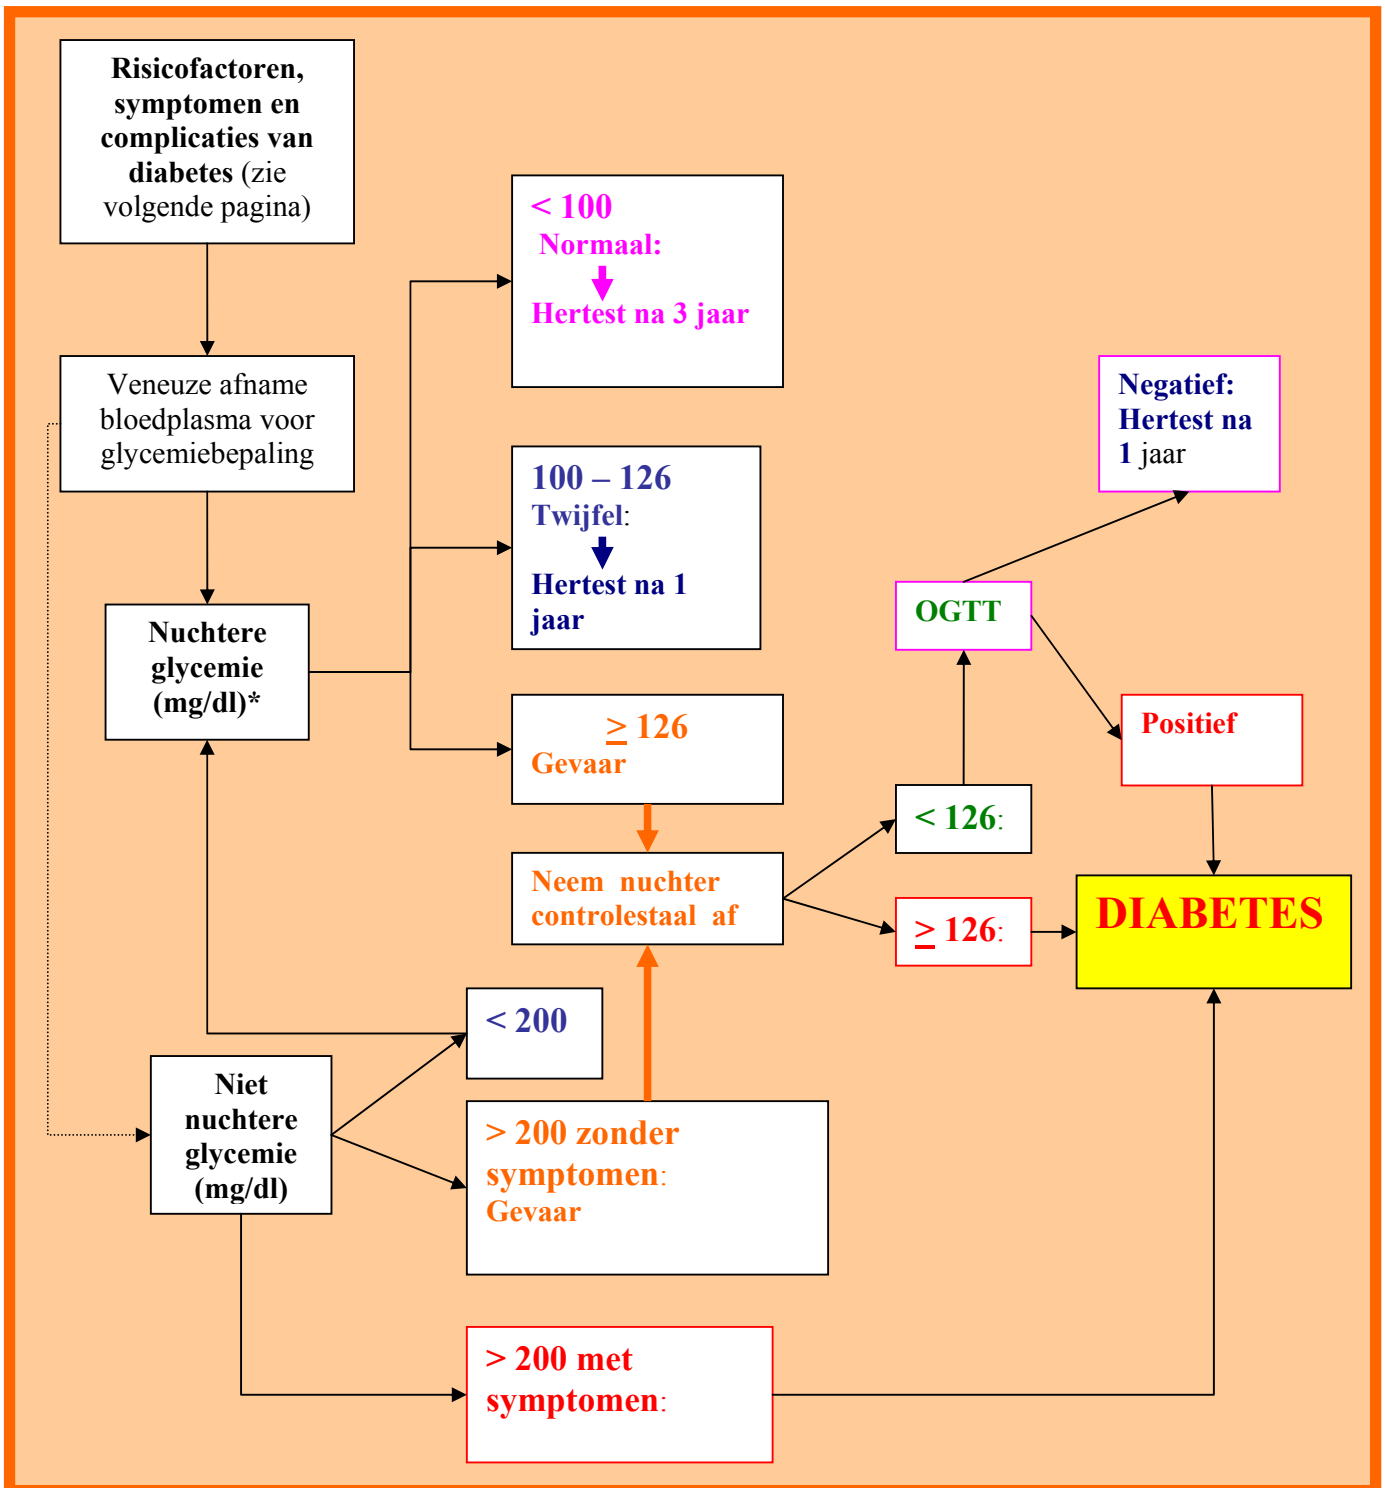 Risicofactoren,
symptomen en
complicaties van
diabetes (zie
volgende pagina)
< 100
Normaal:
Hertest na 3 jaar
Veneuze afname
bloedplasma voor
glycemiebepaling
Negatief:
Hertest na
1 jaar
100 – 126
Twijfel:
Hertest na 1
jaar
OGTT
Nuchtere
glycemie
(mg/dl)*
≥ 126
Gevaar
Positief
< 126:
Neem nuchter
controlestaal af
≥ 126:
DIABETES
< 200
Niet
nuchtere
glycemie
(mg/dl)
> 200 zonder
symptomen:
Gevaar
> 200 met
symptomen: